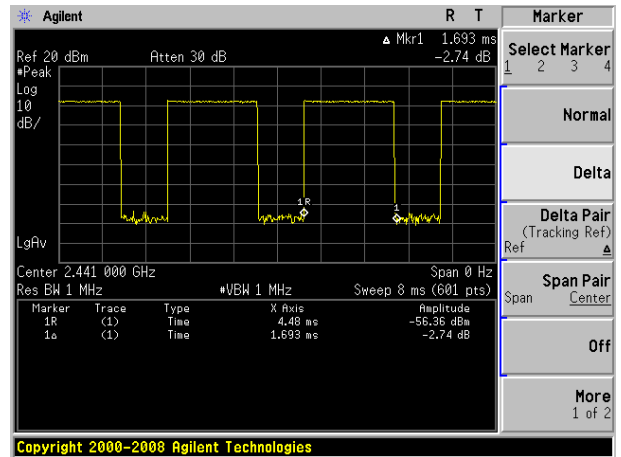 Agilent R T
Δ Mkr1 1.693 ms
Ref 20 dBm Atten 30 dB -2.74 dB
#Peak
Log
10
dB/
1R
1
LgAv
Center 2.441 000 GHz Span 0 Hz
Res BW 1 MHz #VBW 1 MHz Sweep 8 ms (601 pts)
Marker Trace Type X Axis Amplitude
1R (1) Time 4.48 ms -56.36 dBm
1Δ (1) Time 1.693 ms -2.74 dB
Copyright 2000-2008 Agilent Technologies
Marker
Select Marker
1 2 3 4
Normal
Delta
Delta Pair
(Tracking Ref)
Ref Δ
Span Pair
Span Center
Off
More
1 of 2